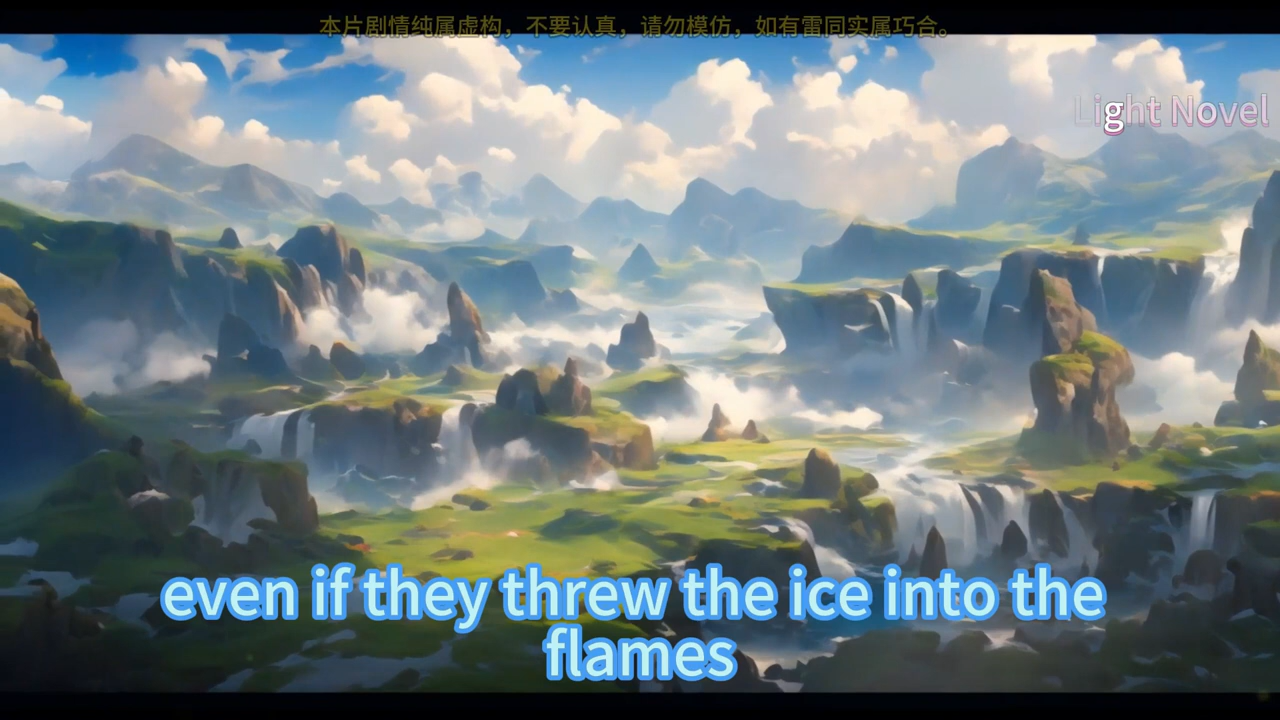 本片剧情纯属虚构，不要认真，请勿模仿，如有雷同实属巧合。
Light Novel
even if they threw the ice into the
flames